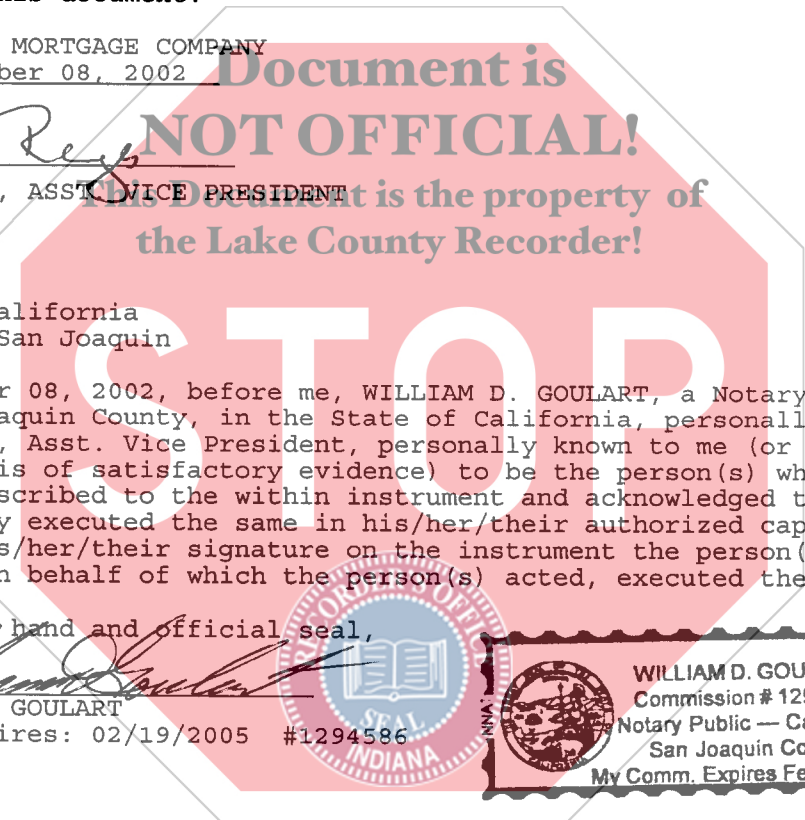 MORTGAGE COMPANY
ber 08, 2002
Document is
NOT OFFICIAL!
, ASST. VICE PRESIDENT
This Document is the property of
the Lake County Recorder!
alifornia
San Joaquin
STOP
r 08, 2002, before me, WILLIAM D. GOULART, a Notary
aquin County, in the State of California, personall
, Asst. Vice President, personally known to me (or
is of satisfactory evidence) to be the person(s) wh
scribed to the within instrument and acknowledged t
y executed the same in his/her/their authorized cap
s/her/their signature on the instrument the person(
n behalf of which the person(s) acted, executed the
hand and official seal,
GOULART
ires: 02/19/2005 #1294586
RECORDER'S OFFICE
SEAL
INDIANA
NNA
WILLIAM D. GOU
Commission # 129
Notary Public — Ca
San Joaquin Co
My Comm. Expires Fe